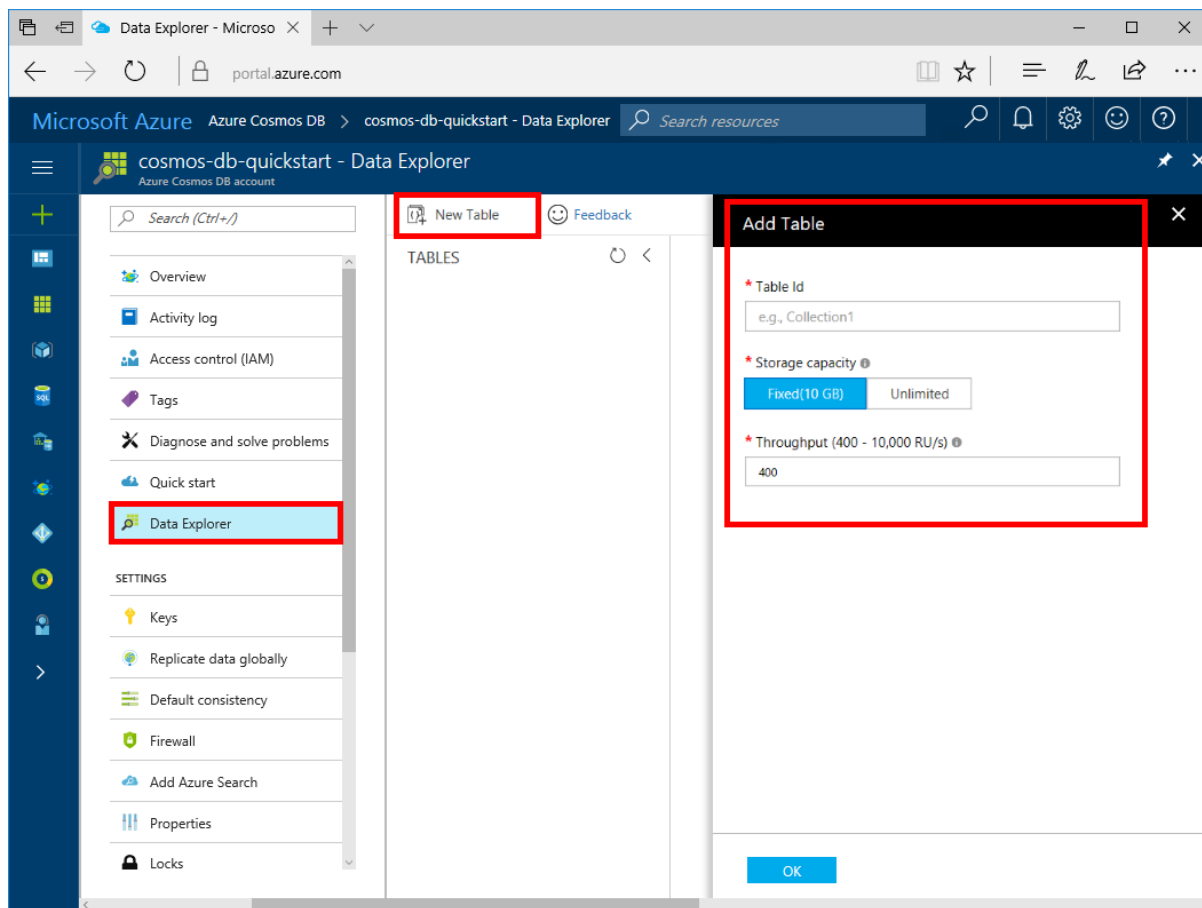 Data Explorer - Microso
portal.azure.com
Microsoft Azure Azure Cosmos DB > cosmos-db-quickstart - Data Explorer Search resources
cosmos-db-quickstart - Data Explorer
Azure Cosmos DB account
Search (Ctrl+/)
Overview
Activity log
Access control (IAM)
Tags
Diagnose and solve problems
Quick start
Data Explorer
SETTINGS
Keys
Replicate data globally
Default consistency
Firewall
Add Azure Search
Properties
Locks
New Table Feedback
TABLES
Add Table
* Table Id
e.g., Collection1
* Storage capacity
Fixed(10 GB) Unlimited
* Throughput (400 - 10,000 RU/s)
400
OK